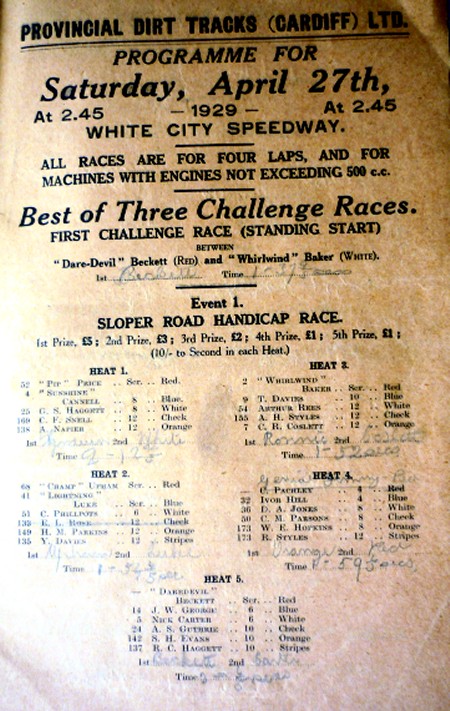 PROVINCIAL DIRT TRACKS (CARDIFF) LTD.
PROGRAMME FOR
Saturday, April 27th,
At 2.45 — 1929 — At 2.45
WHITE CITY SPEEDWAY.
ALL RACES ARE FOR FOUR LAPS, AND FOR
MACHINES WITH ENGINES NOT EXCEEDING 500 c.c.
Best of Three Challenge Races.
FIRST CHALLENGE RACE (STANDING START)
BETWEEN
"Dare-Devil" Beckett (RED) and "Whirlwind" Baker (WHITE).
1st Beckett Time
Event 1.
SLOPER ROAD HANDICAP RACE.
1st Prize, £5; 2nd Prize, £3; 3rd Prize, £2; 4th Prize, £1; 5th Prize, £1;
(10/- to Second in each Heat.)
HEAT 1.
52 "PIP" PRICE .. Scr. .. Red.
4 "SUNSHINE"
CANNELL .. 8 .. Blue.
25 G. S. HAGGETT .. 8 .. White
169 C. F. SNELL .. 12 .. Check
138 A. NAPIER .. 12 .. Orange
1st 2nd White
Time
HEAT 2.
68 "CHAMP" UPHAM Scr. .. Red
41 "LIGHTNING"
LUKE .. Scr. .. Blue
51 C. PHILLPOTS .. 6 .. White
133 E. L. ROSE 12 .. Check
149 H. M. PARKINS .. 12 .. Orange
135 Y. DAVIES .. 12 .. Stripes
1st Upham 2nd Luke
Time
HEAT 3.
2 "WHIRLWIND"
BAKER .. Scr. .. Red
9 T. DAVIES .. 10 .. Blue
54 ARTHUR REES .. 12 .. White
155 A. H. STYLES .. 12 .. Check
7 C. R. COSLETT .. 12 .. Orange
1st 2nd
Time
HEAT 4.
— C. PACHLEY .. 4 .. Red
32 IVOR HILL .. 4 .. Blue
36 D. A. JONES .. 8 .. White
50 C. M. PARSONS .. 8 .. Check
173 W. E. HOPKINS .. 8 .. Orange
173 R. STYLES .. 12 .. Stripes
1st Orange 2nd Red
Time
HEAT 5.
— "DAREDEVIL"
BECKETT .. Scr. .. Red
14 J. W. GEORGE .. 6 .. Blue
5 NICK CARTER .. 6 .. White
24 A. S. GUTHRIE .. 10 .. Check
142 S. H. EVANS .. 10 .. Orange
137 R. C. HAGGETT .. 10 .. Stripes
1st Beckett 2nd
Time